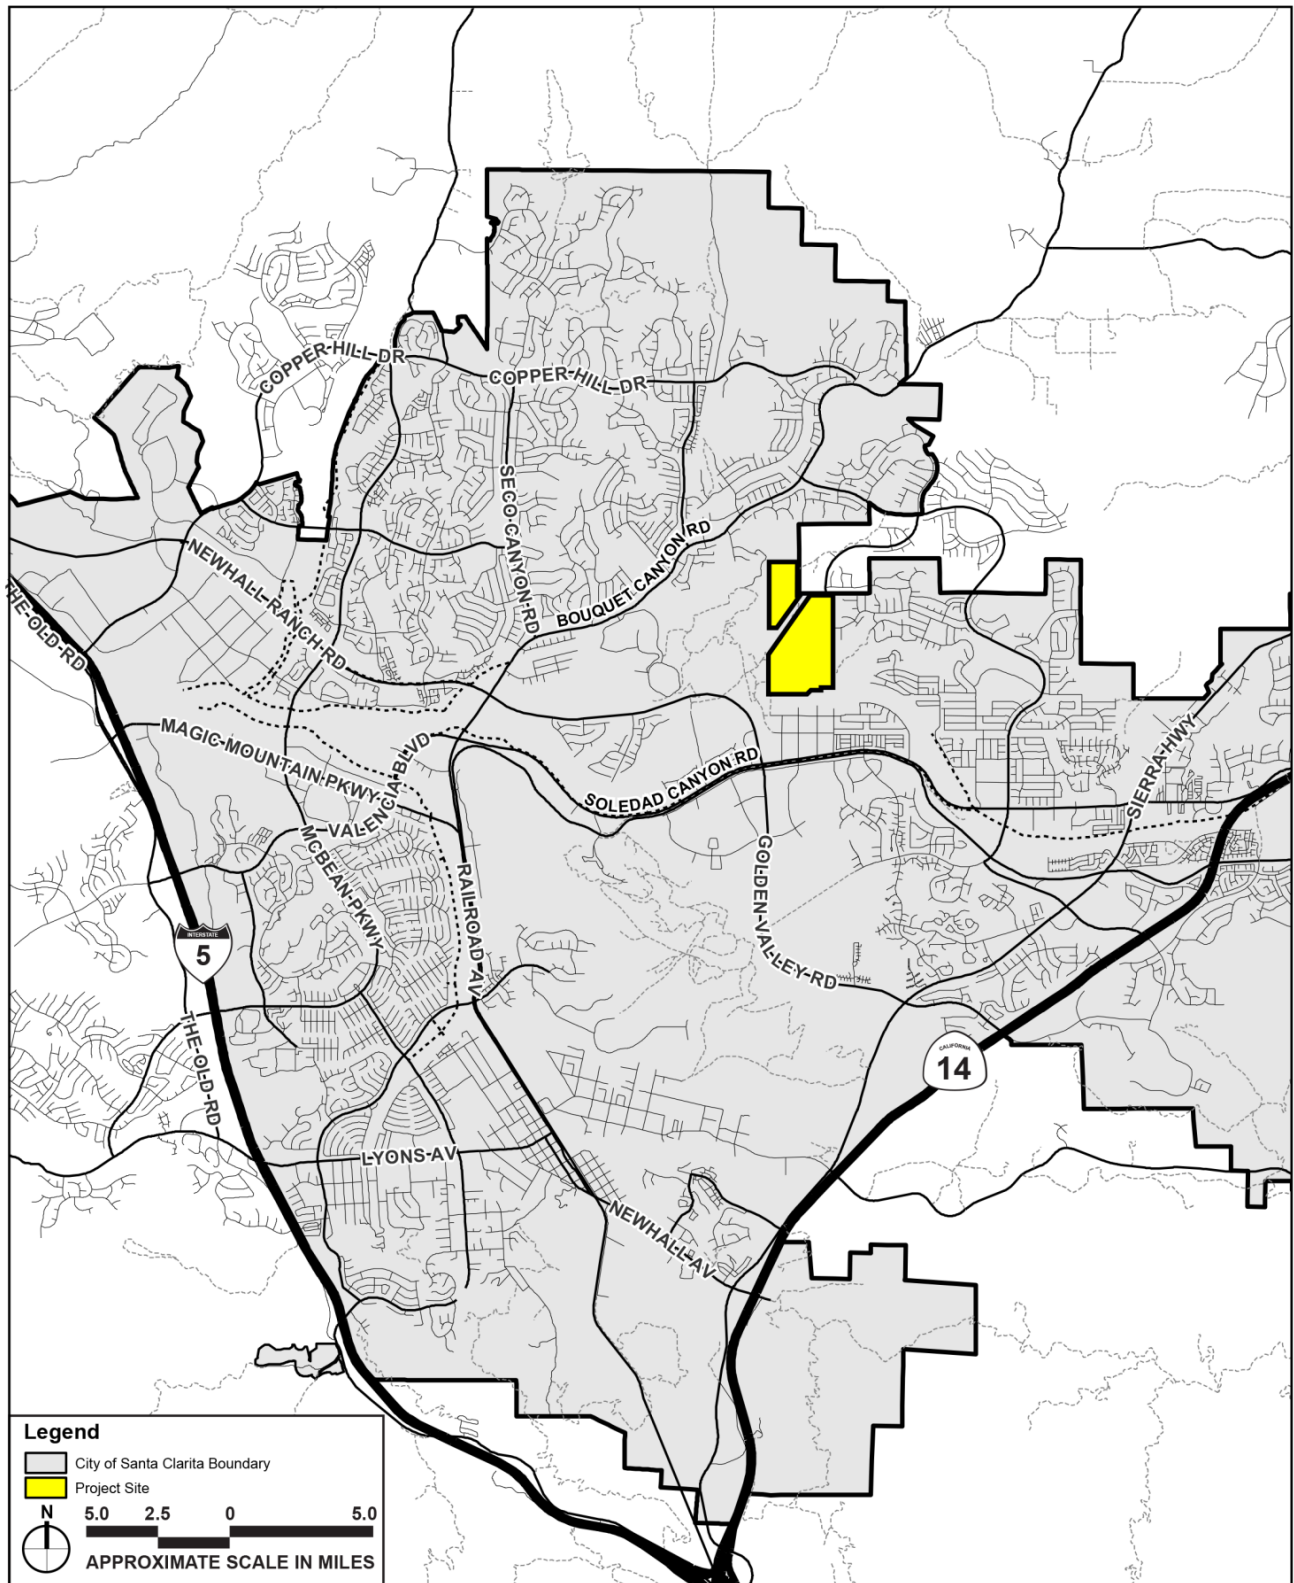 COPPER HILL DR
COPPER HILL DR
SECO CANYON RD
BOUQUET CANYON RD
NEWHALL RANCH RD
THE OLD RD
MAGIC MOUNTAIN PKWY
VALENCIA BLVD
SOLEDAD CANYON RD
SIERRA HWY
MCBEAN PKWY
RAILROAD AV
GOLDEN VALLEY RD
INTERSTATE
5
THE OLD RD
CALIFORNIA
14
LYONS AV
NEWHALL AV
Legend
City of Santa Clarita Boundary
Project Site
N
5.0 2.5 0 5.0
APPROXIMATE SCALE IN MILES